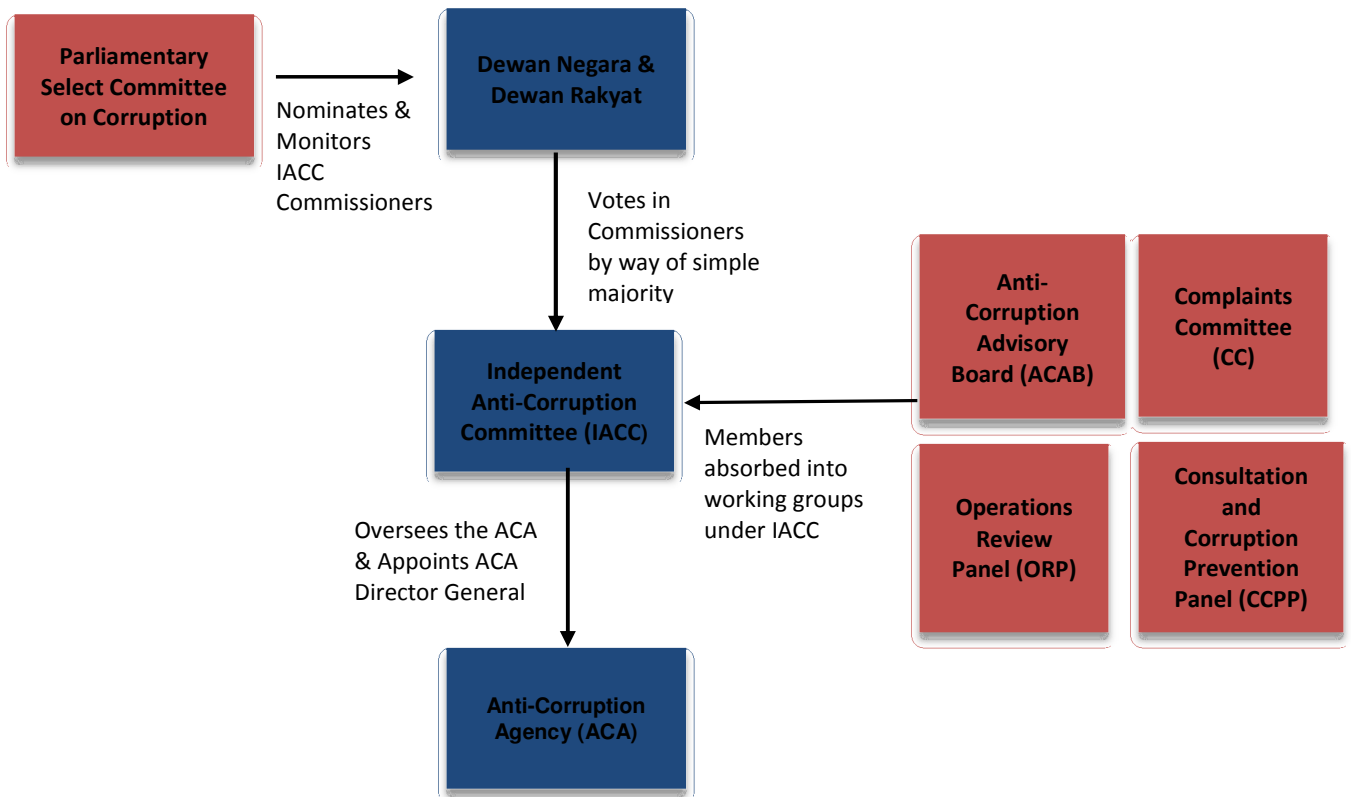 Parliamentary
Select Committee
on Corruption
Nominates &
Monitors
IACC
Commissioners
Dewan Negara &
Dewan Rakyat
Votes in
Commissioners
by way of simple
majority
Independent
Anti-Corruption
Committee (IACC)
Members
absorbed into
working groups
under IACC
Anti-
Corruption
Advisory
Board (ACAB)
Complaints
Committee
(CC)
Operations
Review
Panel (ORP)
Consultation
and
Corruption
Prevention
Panel (CCPP)
Oversees the ACA
& Appoints ACA
Director General
Anti-Corruption
Agency (ACA)